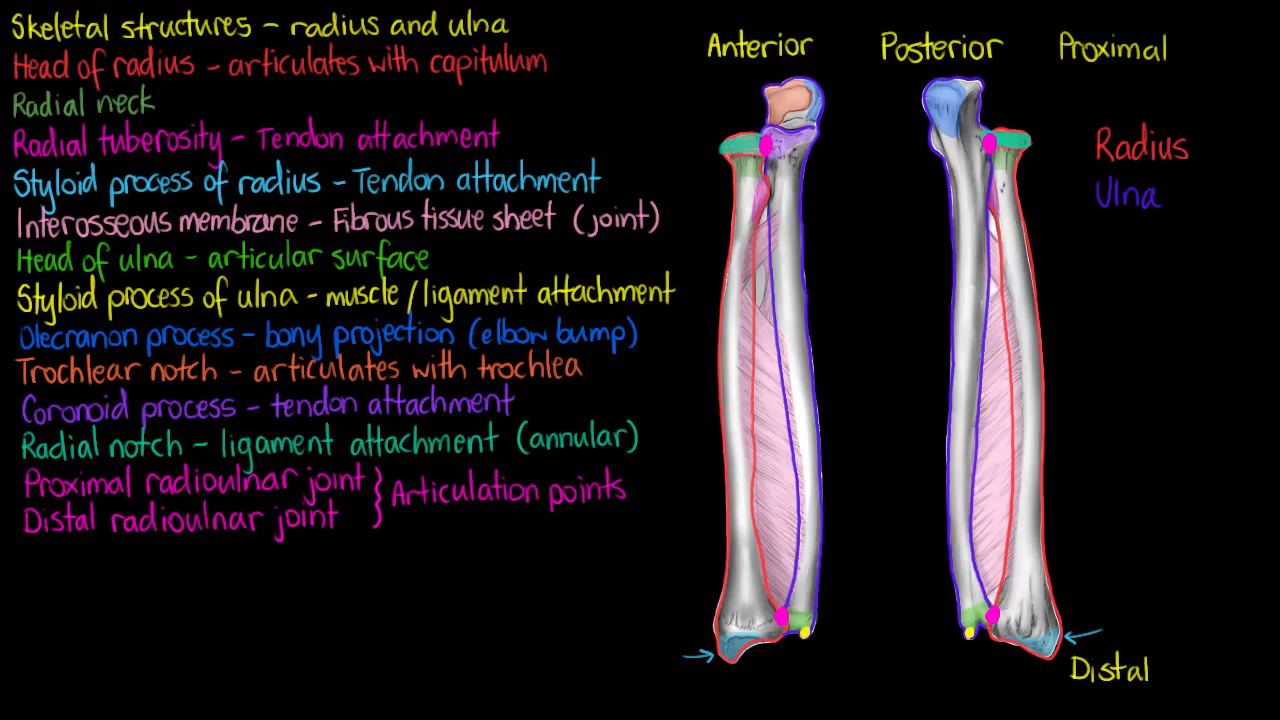 Skeletal structures - radius and ulna
Head of radius - articulates with capitulum
Radial neck
Radial tuberosity - Tendon attachment
Styloid process of radius - Tendon attachment
Interosseous membrane - Fibrous tissue sheet (joint)
Head of ulna - articular surface
Styloid process of ulna - muscle / ligament attachment
Olecranon process - bony projection (elbow bump)
Trochlear notch - articulates with trochlea
Coronoid process - tendon attachment
Radial notch - ligament attachment (annular)
Proximal radioulnar joint
Distal radioulnar joint
} Articulation points
Anterior
Posterior
Proximal
Radius
Ulna
Distal